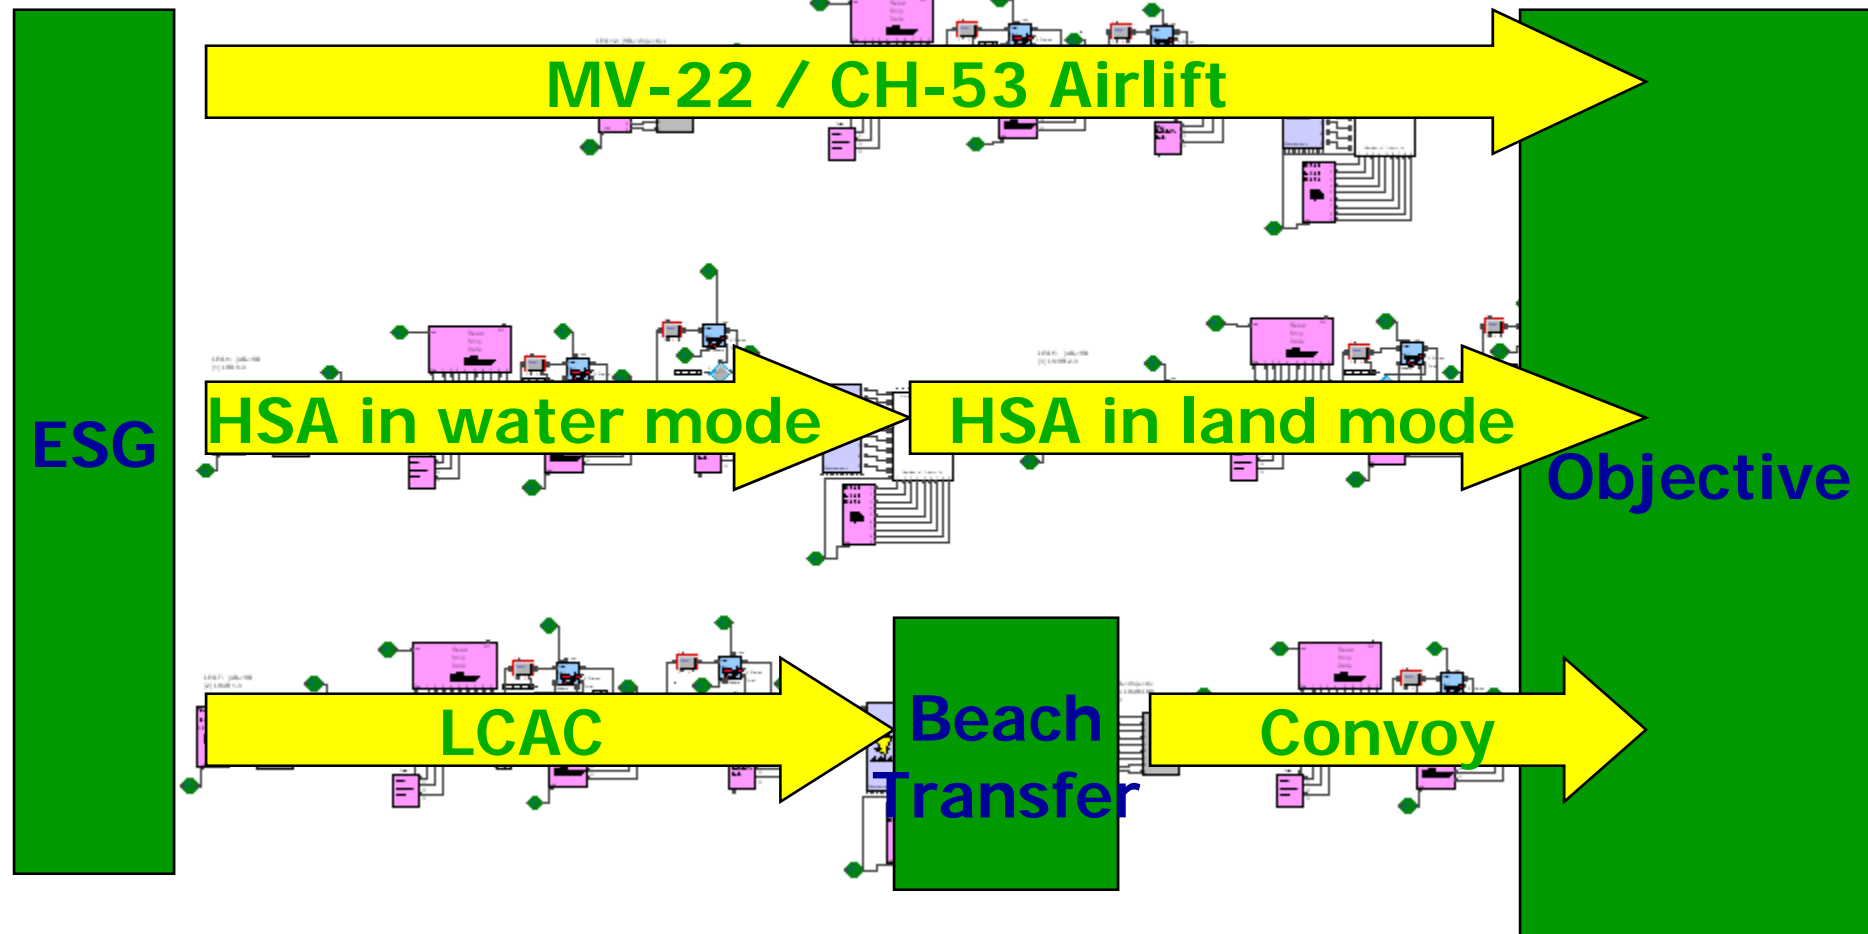 MV-22 / CH-53 Airlift
ESG
HSA in water mode
HSA in land mode
Objective
LCAC
Beach
Transfer
Convoy